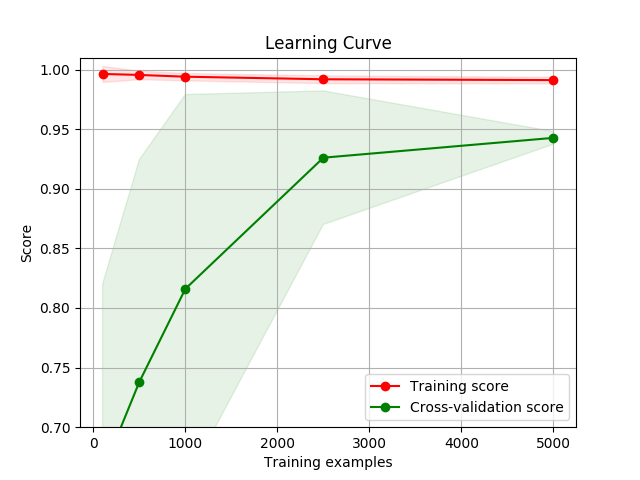 Learning Curve
1.00
0.95
0.90
0.85
0.80
0.75
0.70
Score
0 1000 2000 3000 4000 5000
Training examples
Training score
Cross-validation score